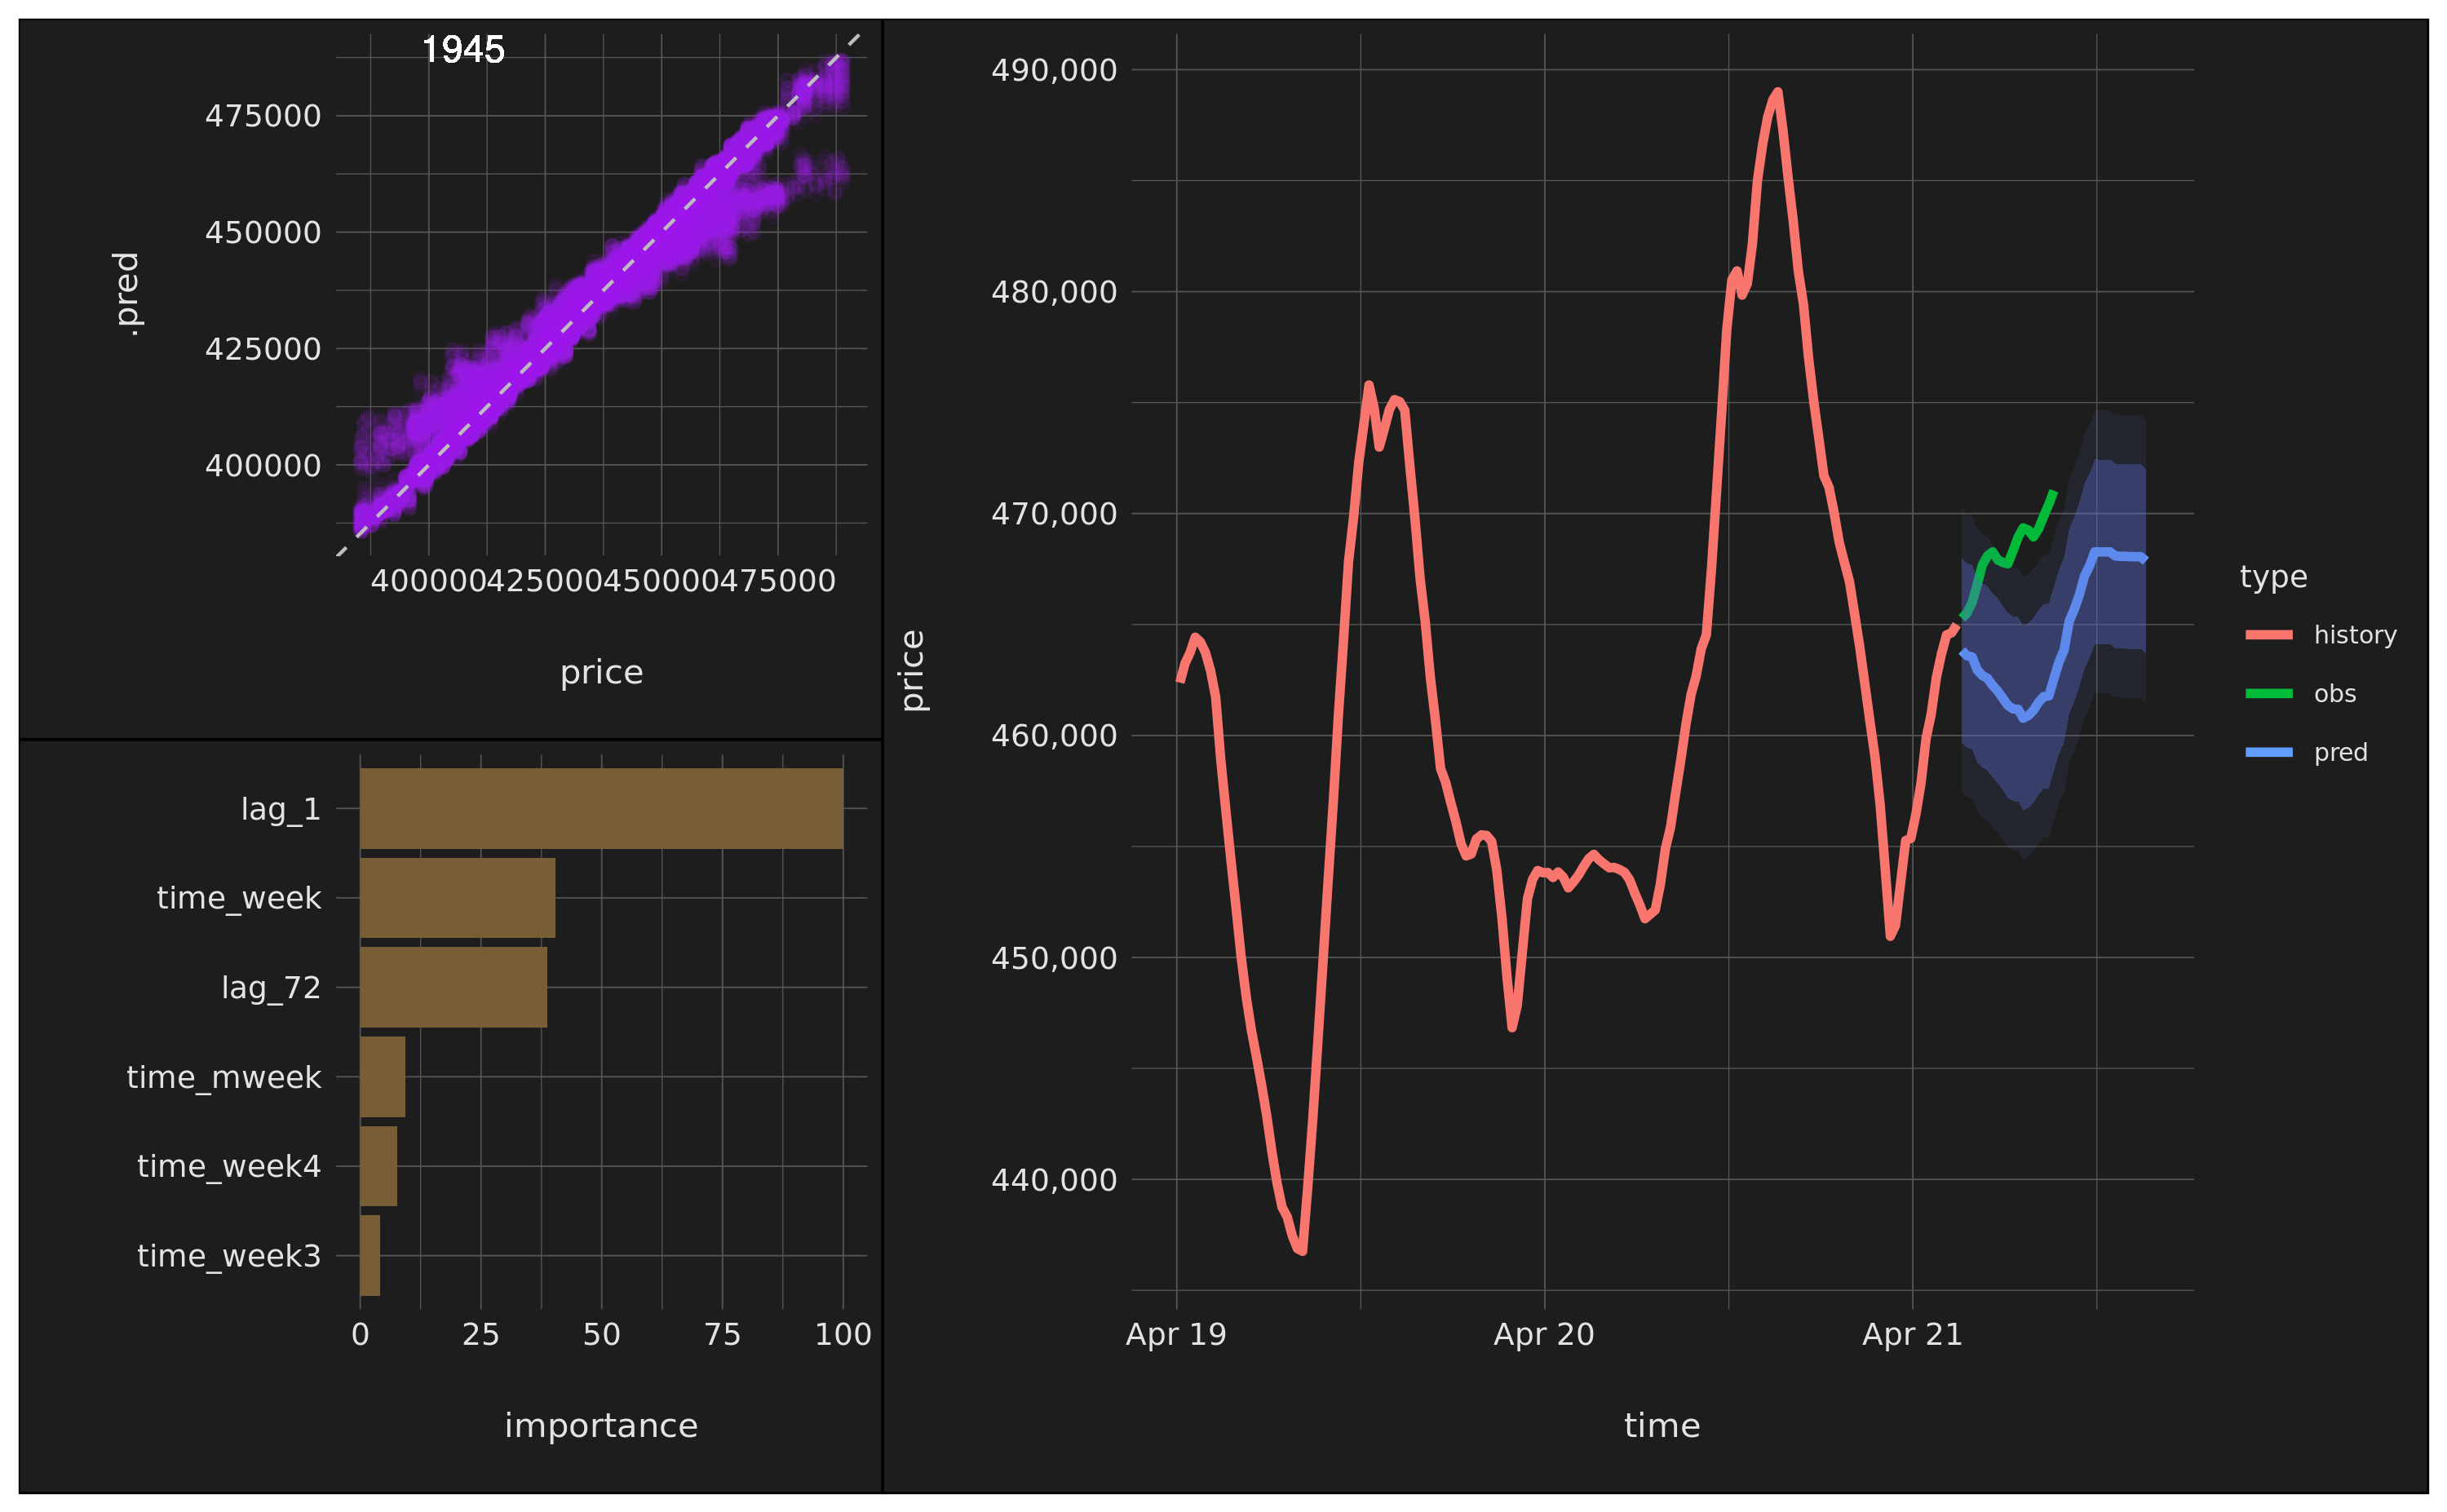 1945
475000
450000
425000
400000
.pred
400000425000450000475000
price
lag_1
time_week
lag_72
time_mweek
time_week4
time_week3
0 25 50 75 100
importance
490,000
480,000
470,000
460,000
450,000
440,000
price
Apr 19 Apr 20 Apr 21
time
type
history
obs
pred